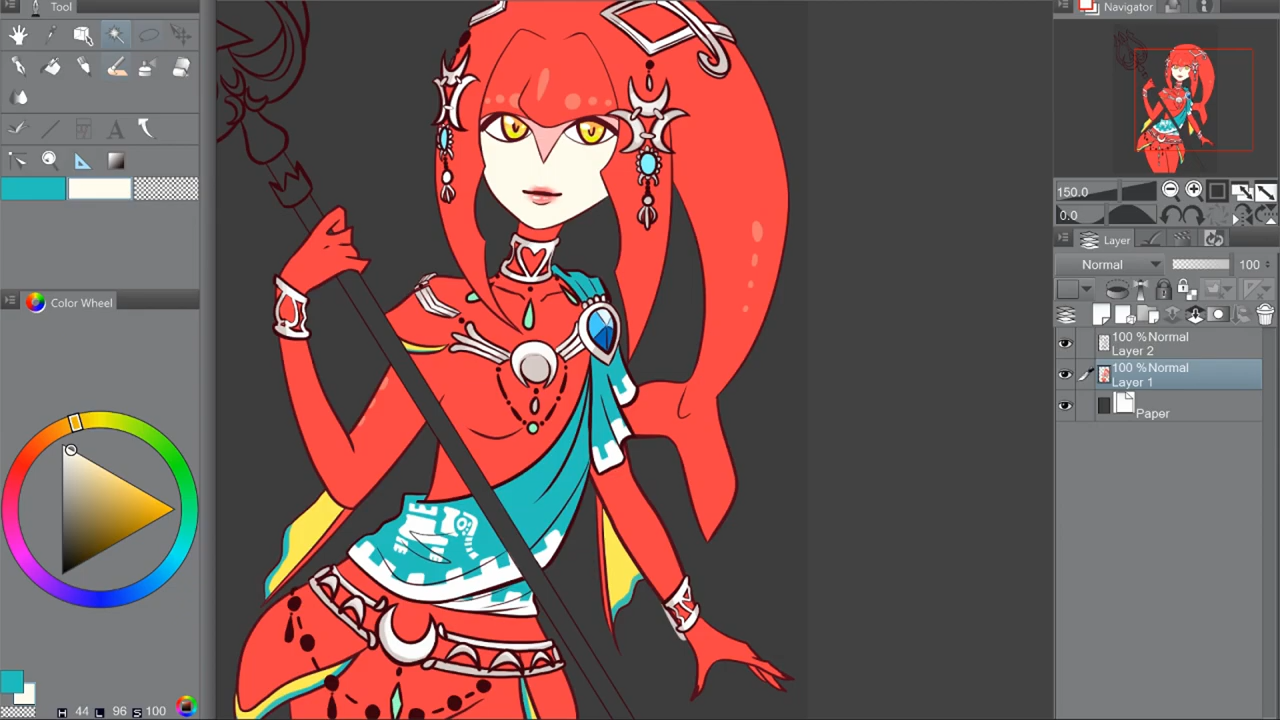 Tool
Navigator
150.0
0.0
Layer
Normal
100
100 %Normal
Layer 2
100 %Normal
Layer 1
Paper
Color Wheel
H 44 L 96 S 100